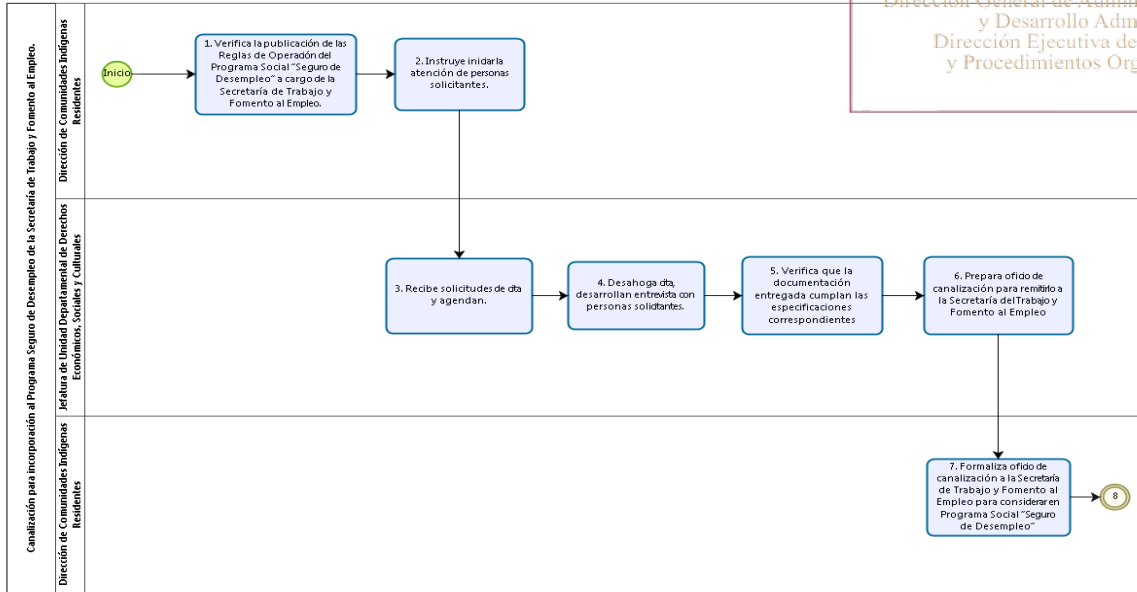 Dirección General de Admin
y Desarrollo Adm
Dirección Ejecutiva de
y Procedimientos Org
Canalización para incorporación al Programa Seguro de Desempleo de la Secretaría de Trabajo y Fomento al Empleo.
Dirección de Comunidades Indígenas
Residentes
Inicio
1. Verifica la publicación de las
Reglas de Operación del
Programa Social "Seguro de
Desempleo" a cargo de la
Secretaría de Trabajo y
Fomento al Empleo.
2. Instruye iniciar la
atención de personas
solicitantes.
Jefatura de Unidad Departamental de Derechos
Económicos, Sociales y Culturales
3. Recibe solicitudes de cita
y agendan.
4. Desahoga cita,
desarrollan entrevista con
personas solicitantes.
5. Verifica que la
documentación
entregada cumplan las
especificaciones
correspondientes
6. Prepara oficio de
canalización para remitirlo a
la Secretaría del Trabajo y
Fomento al Empleo
Dirección de Comunidades Indígenas
Residentes
7. Formaliza oficio de
canalización a la Secretaría
de Trabajo y Fomento al
Empleo para considerar en
Programa Social "Seguro
de Desempleo"
8